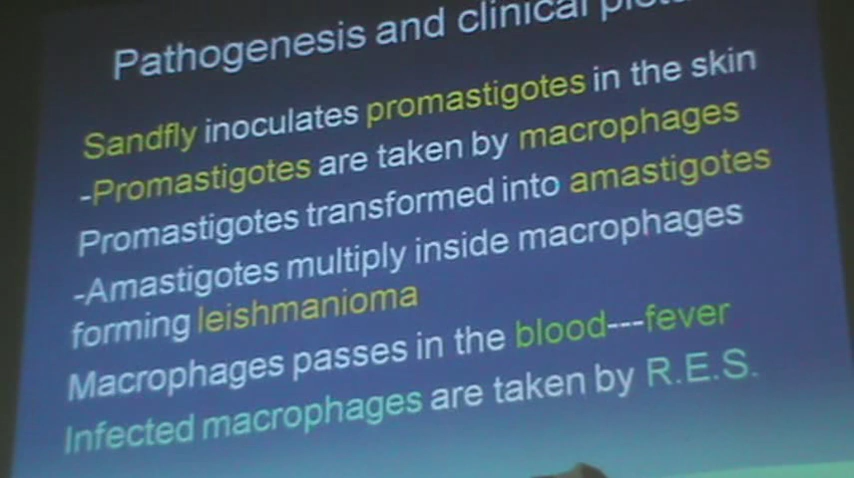 Pathogenesis and clinical
Sandfly inoculates promastigotes in the skin
-Promastigotes are taken by macrophages
Promastigotes transformed into amastigotes
-Amastigotes multiply inside macrophages
forming leishmanioma
Macrophages passes in the blood---fever
Infected macrophages are taken by R.E.S.